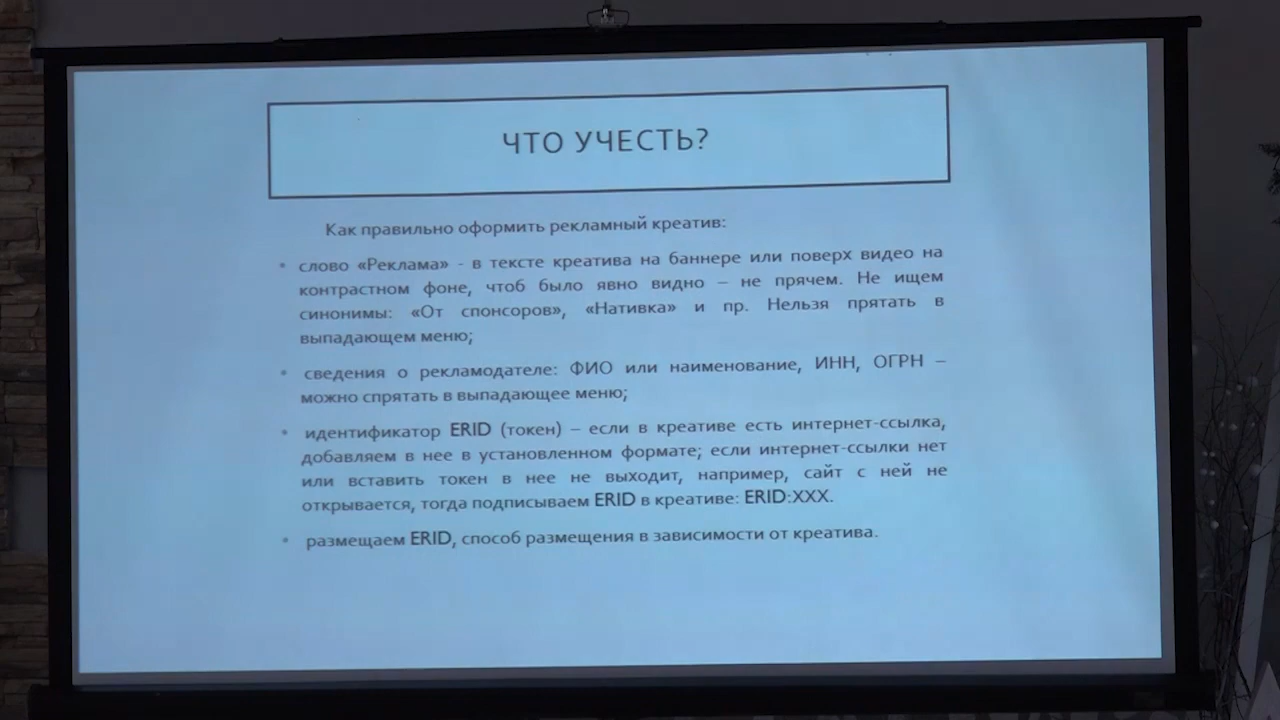 ЧТО УЧЕСТЬ?
Как правильно оформить рекламный креатив:
• слово «Реклама» - в тексте креатива на баннере или поверх видео на
контрастном фоне, чтоб было явно видно – не прячем. Не ищем
синонимы: «От спонсоров», «Нативка» и пр. Нельзя прятать в
выпадающем меню;
• сведения о рекламодателе: ФИО или наименование, ИНН, ОГРН –
можно спрятать в выпадающее меню;
• идентификатор ERID (токен) – если в креативе есть интернет-ссылка,
добавляем в нее в установленном формате; если интернет-ссылки нет
или вставить токен в нее не выходит, например, сайт с ней не
открывается, тогда подписываем ERID в креативе: ERID:XXX.
• размещаем ERID, способ размещения в зависимости от креатива.